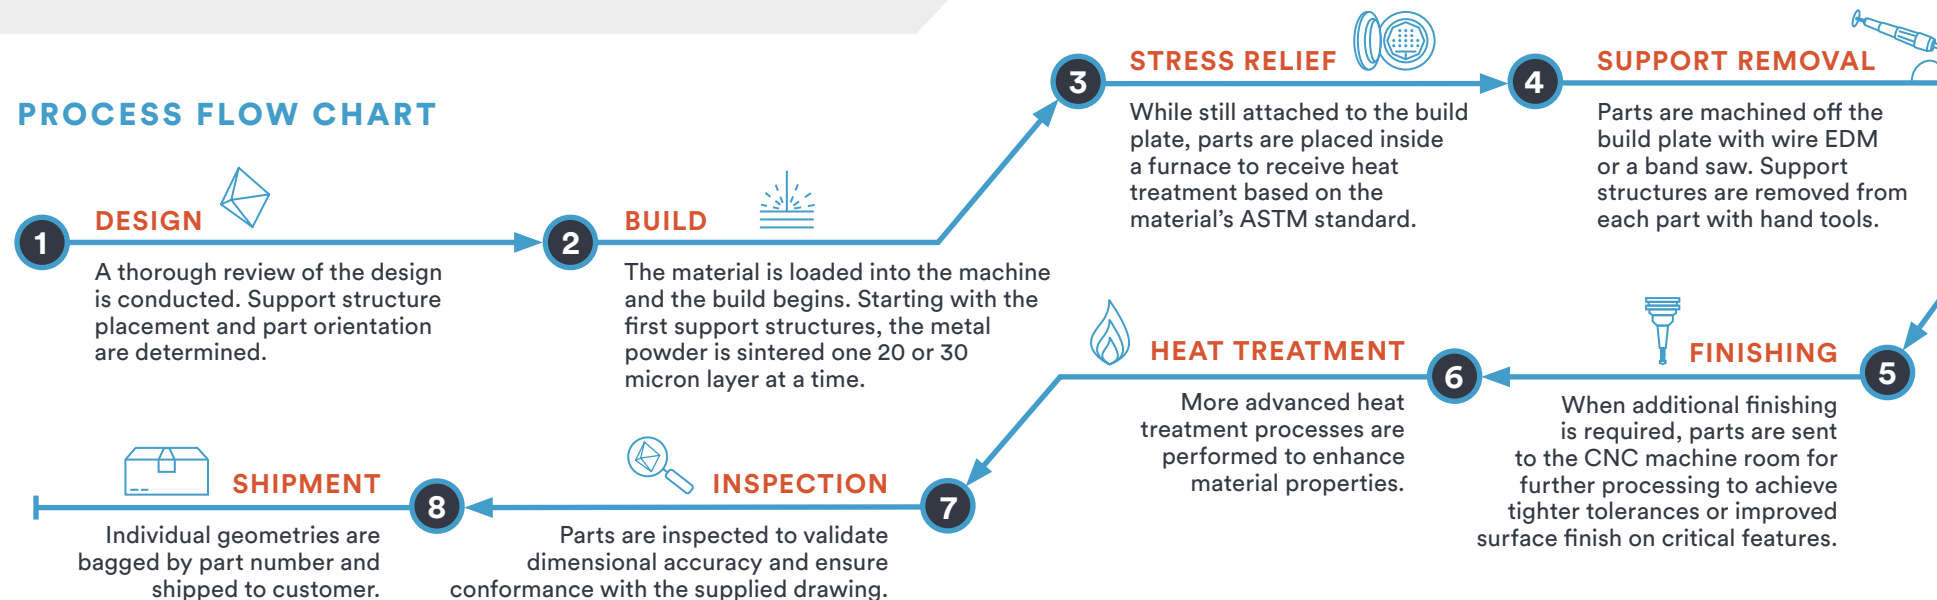 PROCESS FLOW CHART
1
DESIGN
A thorough review of the design
is conducted. Support structure
placement and part orientation
are determined.
2
BUILD
The material is loaded into the machine
and the build begins. Starting with the
first support structures, the metal
powder is sintered one 20 or 30
micron layer at a time.
3
STRESS RELIEF
While still attached to the build
plate, parts are placed inside
a furnace to receive heat
treatment based on the
material's ASTM standard.
4
SUPPORT REMOVAL
Parts are machined off the
build plate with wire EDM
or a band saw. Support
structures are removed from
each part with hand tools.
5
FINISHING
When additional finishing
is required, parts are sent
to the CNC machine room for
further processing to achieve
tighter tolerances or improved
surface finish on critical features.
6
HEAT TREATMENT
More advanced heat
treatment processes are
performed to enhance
material properties.
7
INSPECTION
Parts are inspected to validate
dimensional accuracy and ensure
conformance with the supplied drawing.
8
SHIPMENT
Individual geometries are
bagged by part number and
shipped to customer.